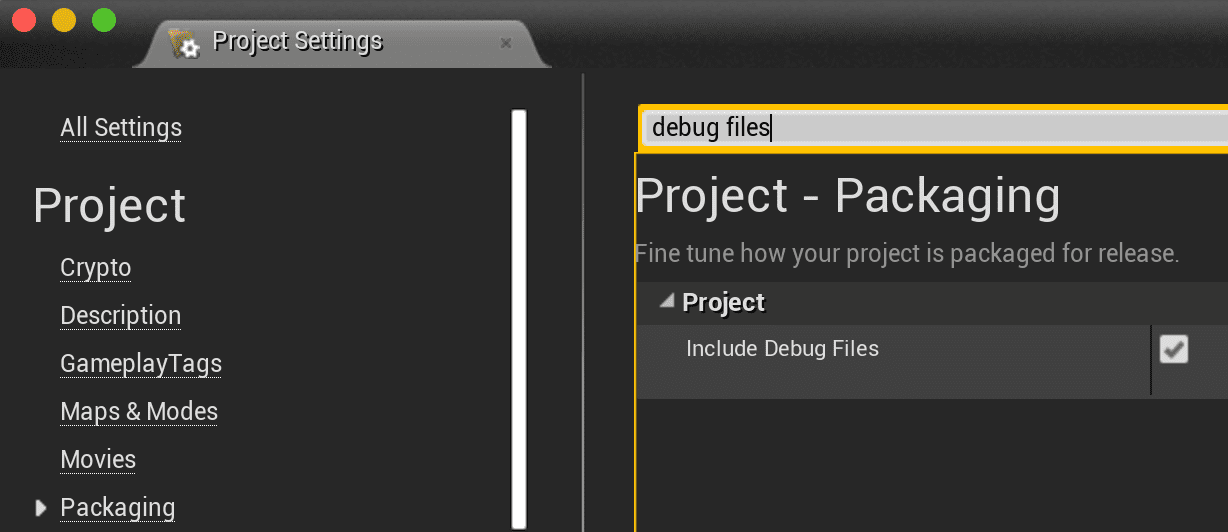 Project Settings
All Settings
Project
Crypto
Description
GameplayTags
Maps & Modes
Movies
Packaging
debug files
Project - Packaging
Fine tune how your project is packaged for release.
Project
Include Debug Files